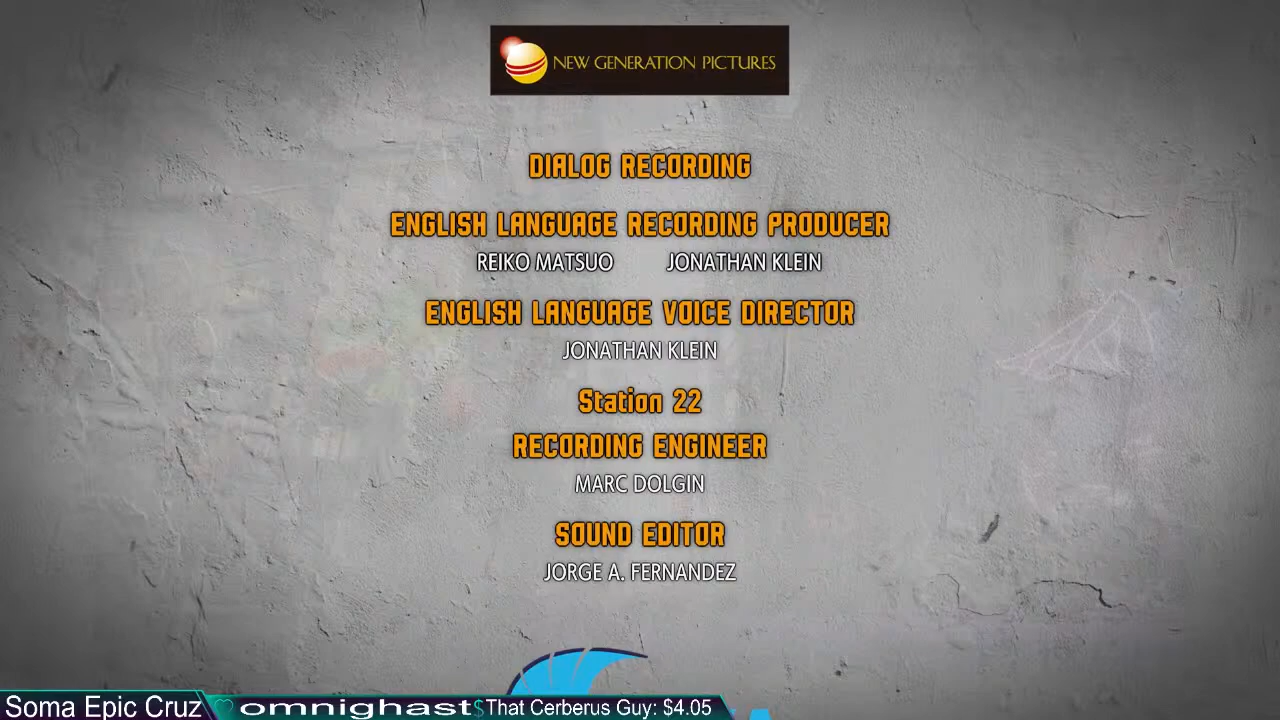 NEW GENERATION PICTURES
DIALOG RECORDING
ENGLISH LANGUAGE RECORDING PRODUCER
REIKO MATSUO JONATHAN KLEIN
ENGLISH LANGUAGE VOICE DIRECTOR
JONATHAN KLEIN
Station 22
RECORDING ENGINEER
MARC DOLGIN
SOUND EDITOR
JORGE A. FERNANDEZ
Soma Epic Cruz omnighast $ That Cerberus Guy: $4.05